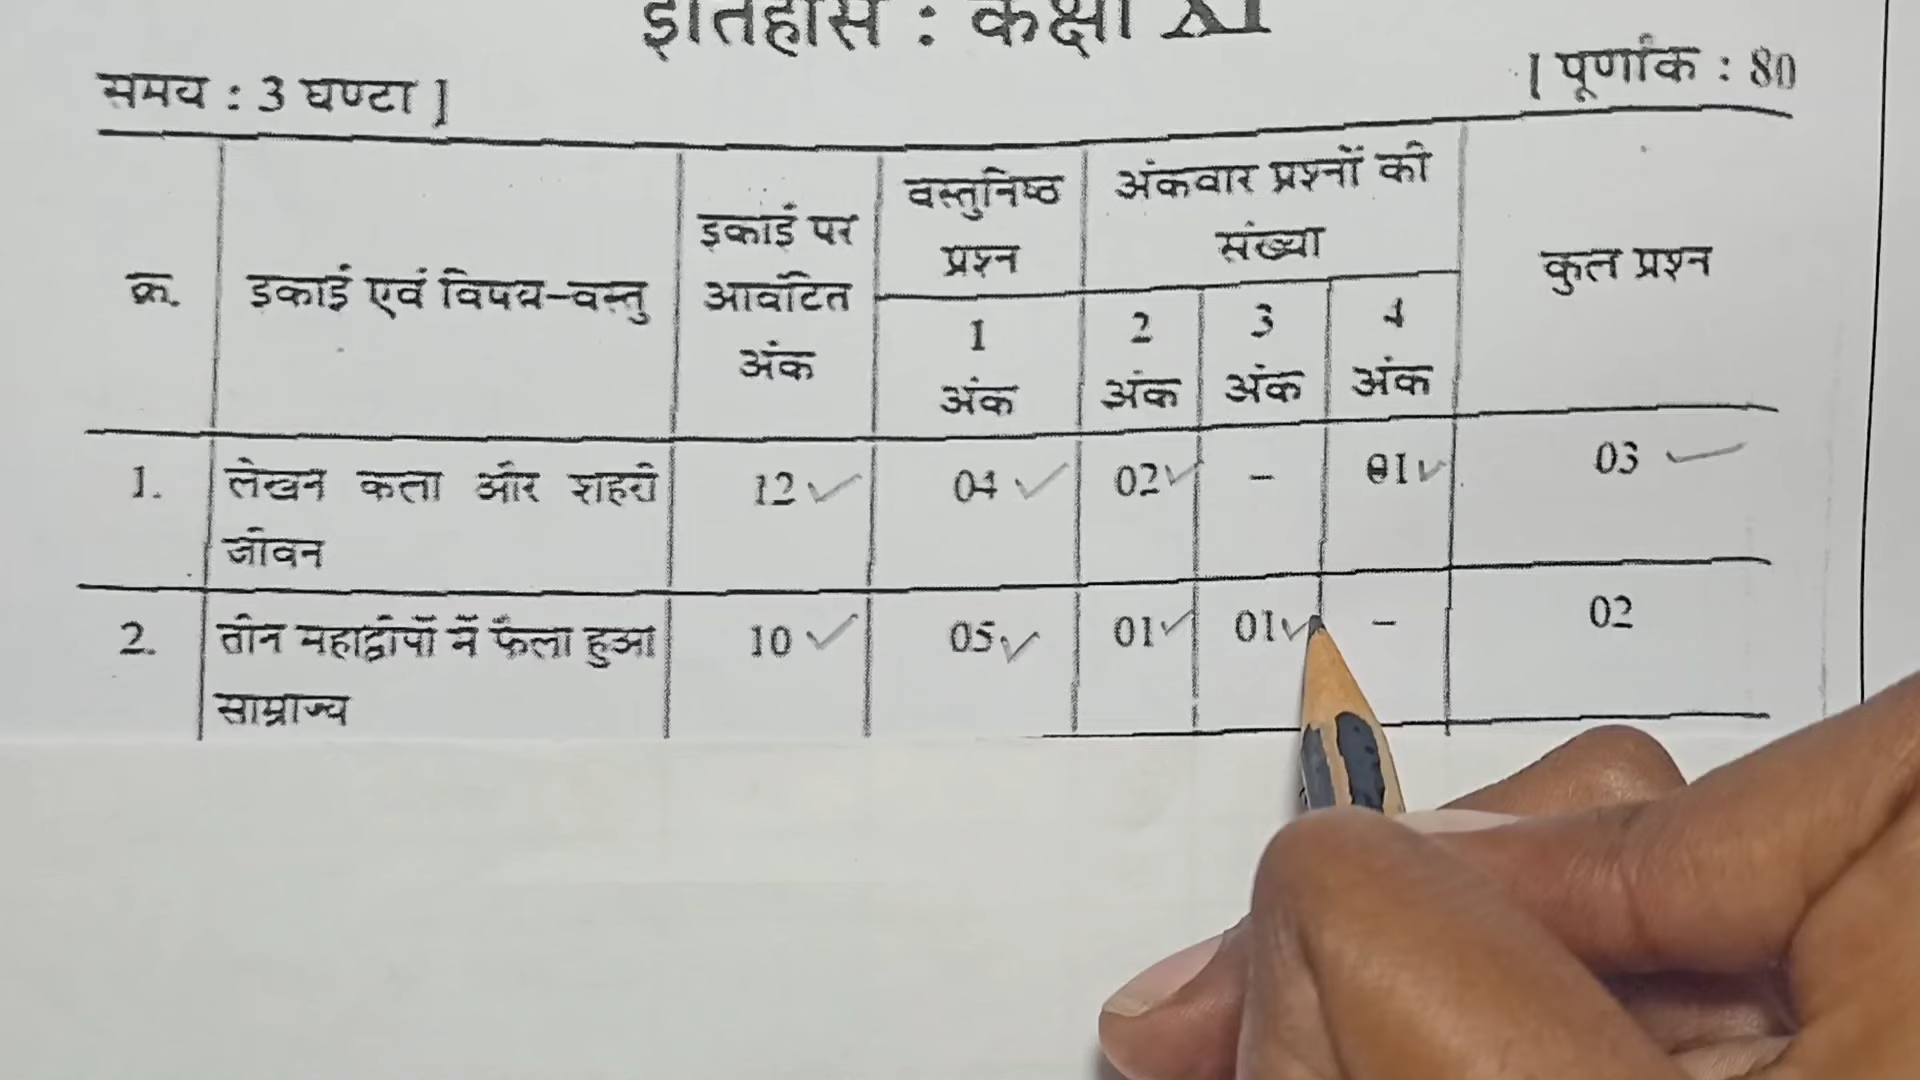 इतिहास : कक्षा XI
समय : 3 घण्टा ]
[ पूर्णांक : 80
क्र.
इकाई एवं विषय-वस्तु
इकाई पर
आवंटित
अंक
वस्तुनिष्ठ
प्रश्न
1
अंक
अंकवार प्रश्नों की
संख्या
2
अंक
3
अंक
4
अंक
कुल प्रश्न
1. लेखन कला और शहरी 12 04 02 – 01 03
जीवन
2. तीन महाद्वीपों में फैला हुआ 10 05 01 01 – 02
साम्राज्य